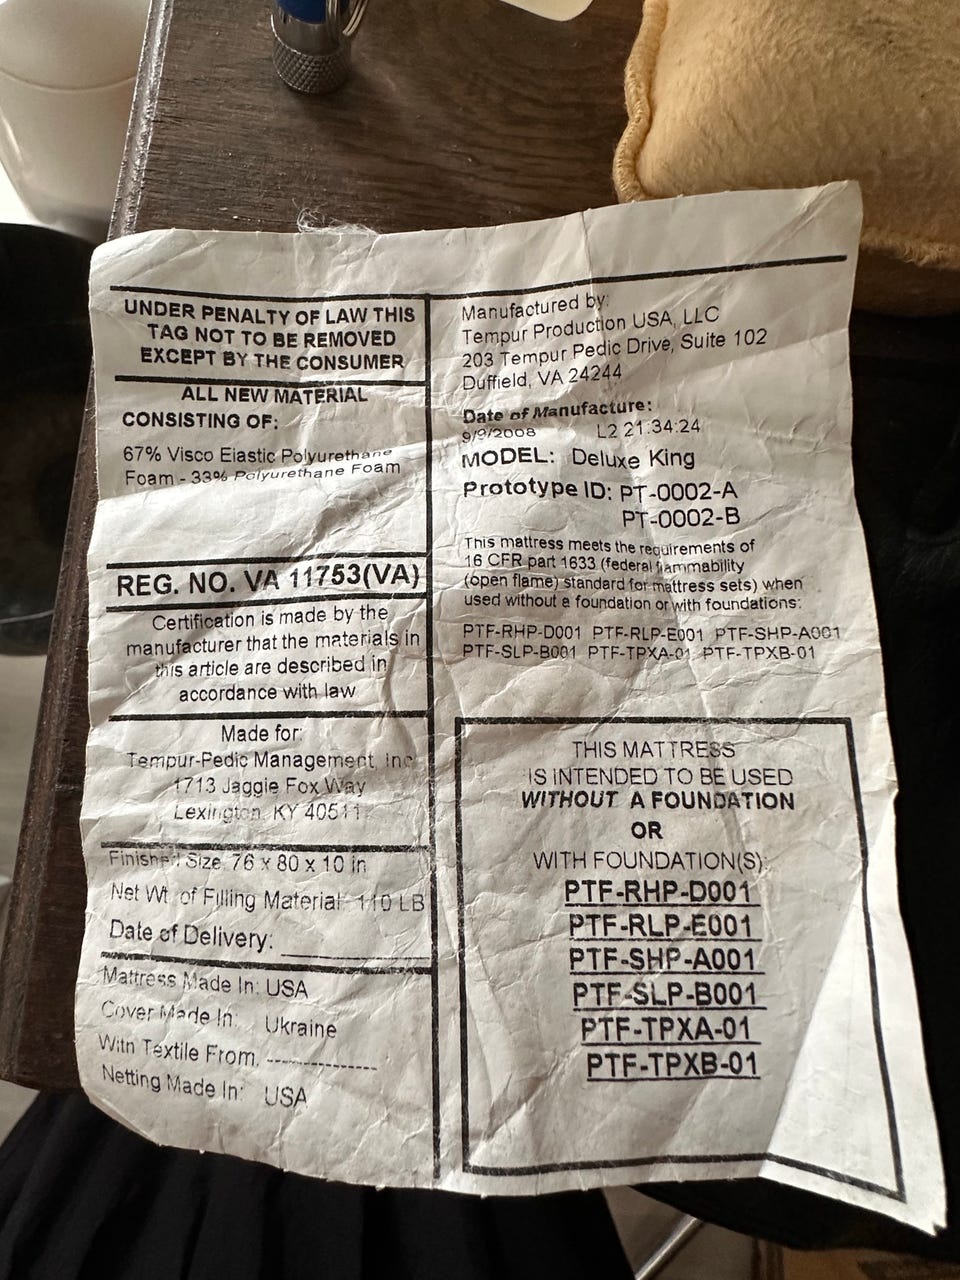 UNDER PENALTY OF LAW THIS
TAG NOT TO BE REMOVED
EXCEPT BY THE CONSUMER
ALL NEW MATERIAL
CONSISTING OF:
67% Visco Elastic Polyurethane
Foam - 33% Polyurethane Foam
REG. NO. VA 11753(VA)
Certification is made by the
manufacturer that the materials in
this article are described in
accordance with law
Made for:
Tempur-Pedic Management, Inc
1713 Jaggie Fox Way
Lexington, KY 40511
Finished Size: 76 x 80 x 10 in
Net Wt. of Filling Material: 110 LB
Date of Delivery: ____________
Mattress Made In: USA
Cover Made In: Ukraine
With Textile From: --------------
Netting Made In: USA
Manufactured by:
Tempur Production USA, LLC
203 Tempur Pedic Drive, Suite 102
Duffield, VA 24244
Date of Manufacture:
9/9/2008 L2 21:34:24
MODEL: Deluxe King
Prototype ID: PT-0002-A
PT-0002-B
This mattress meets the requirements of
16 CFR part 1633 (federal flammability
(open flame) standard for mattress sets) when
used without a foundation or with foundations:
PTF-RHP-D001 PTF-RLP-E001 PTF-SHP-A001
PTF-SLP-B001 PTF-TPXA-01 PTF-TPXB-01
THIS MATTRESS
IS INTENDED TO BE USED
WITHOUT A FOUNDATION
OR
WITH FOUNDATION(S):
PTF-RHP-D001
PTF-RLP-E001
PTF-SHP-A001
PTF-SLP-B001
PTF-TPXA-01
PTF-TPXB-01